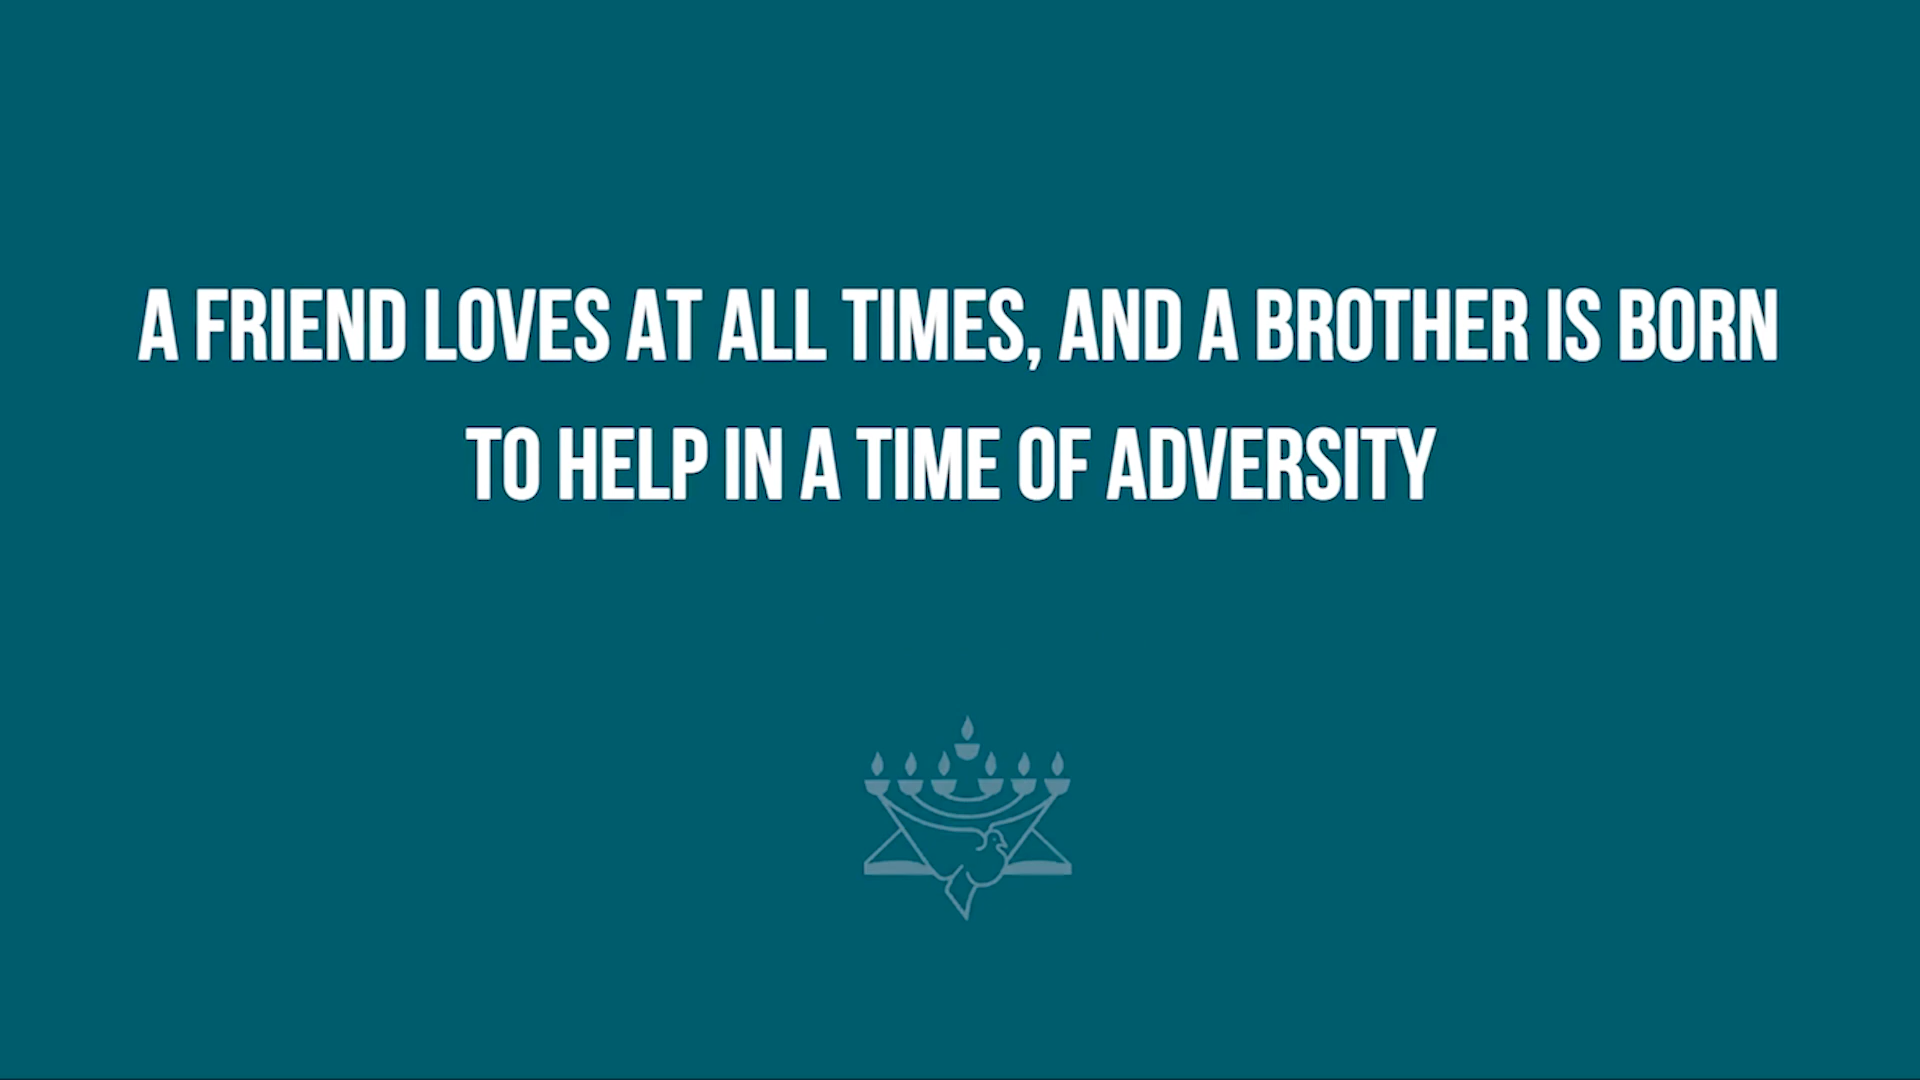 A FRIEND LOVES AT ALL TIMES, AND A BROTHER IS BORN
TO HELP IN A TIME OF ADVERSITY